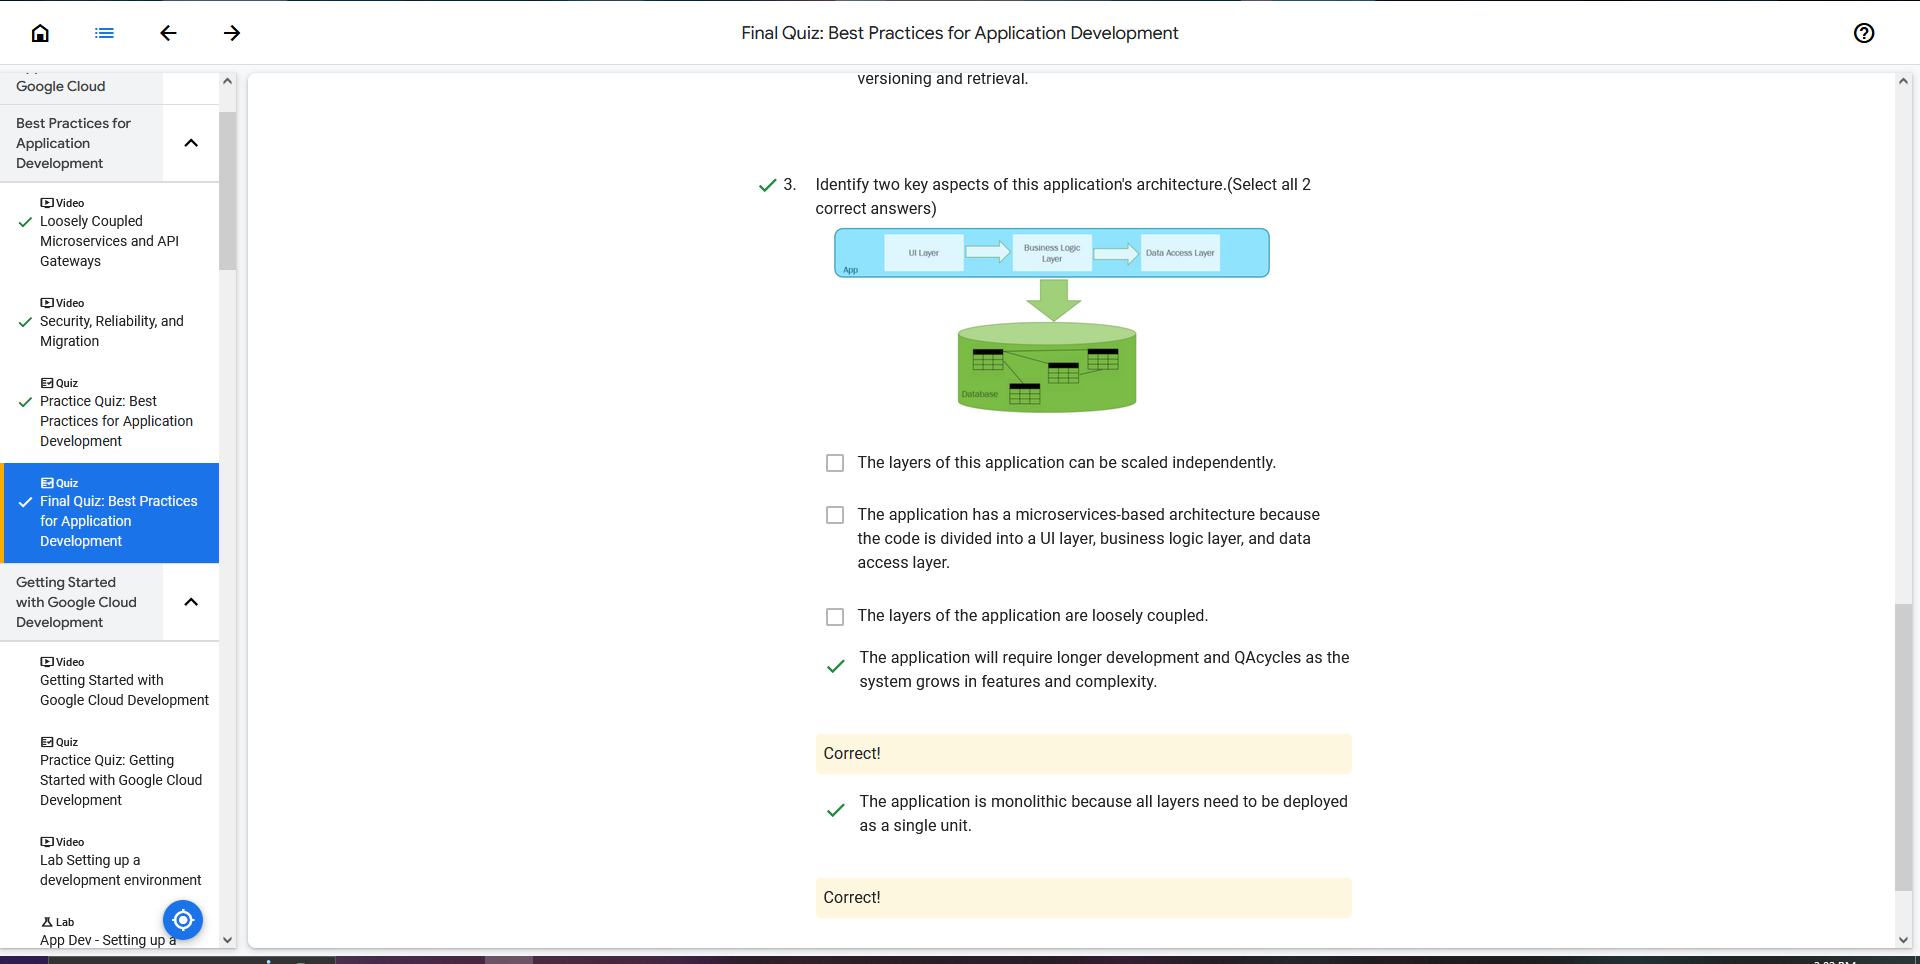 Final Quiz: Best Practices for Application Development
Google Cloud
Best Practices for
Application
Development
Video
Loosely Coupled
Microservices and API
Gateways
Video
Security, Reliability, and
Migration
Quiz
Practice Quiz: Best
Practices for Application
Development
Quiz
Final Quiz: Best Practices
for Application
Development
Getting Started
with Google Cloud
Development
Video
Getting Started with
Google Cloud Development
Quiz
Practice Quiz: Getting
Started with Google Cloud
Development
Video
Lab Setting up a
development environment
Lab
App Dev - Setting up a
versioning and retrieval.
3. Identify two key aspects of this application's architecture.(Select all 2
correct answers)
UI Layer
Business Logic
Layer
Data Access Layer
App
Database
The layers of this application can be scaled independently.
The application has a microservices-based architecture because
the code is divided into a UI layer, business logic layer, and data
access layer.
The layers of the application are loosely coupled.
The application will require longer development and QAcycles as the
system grows in features and complexity.
Correct!
The application is monolithic because all layers need to be deployed
as a single unit.
Correct!